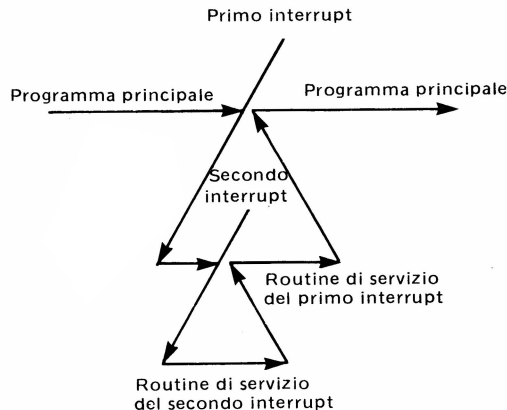 Primo interrupt
Programma principale
Programma principale
Secondo
interrupt
Routine di servizio
del primo interrupt
Routine di servizio
del secondo interrupt